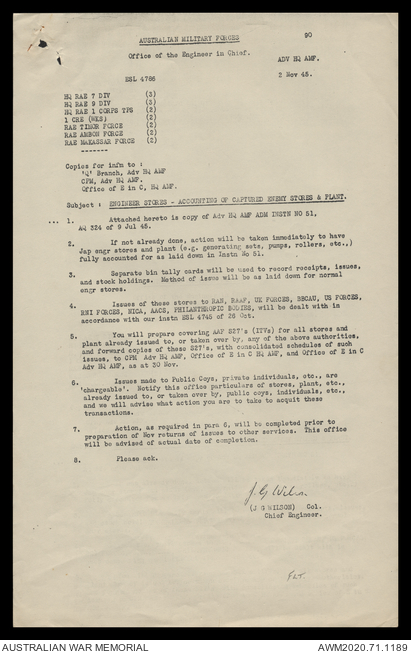 90
AUSTRALIAN MILITARY FORCES
Office of the Engineer in Chief.
ADV HQ AMF.
ESL 4786
2 Nov 45.
HQ RAE 7 DIV (3)
HQ RAE 9 DIV (3)
HQ RAE 1 CORPS TPS (2)
1 CRE (WKS) (2)
RAE TIMOR FORCE (2)
RAE AMBON FORCE (2)
RAE MAKASSAR FORCE (2)
-------
Copies for infm to :
'Q' Branch, Adv HQ AMF
CPM, Adv HQ AMF.
Office of E in C, HQ AMF.
Subject : ENGINEER STORES - ACCOUNTING OF CAPTURED ENEMY STORES & PLANT.
... 1. Attached hereto is copy of Adv HQ AMF ADM INSTN NO 51,
AQ 324 of 9 Jul 45.
2. If not already done, action will be taken immediately to have
Jap engr stores and plant (e.g. generating sets, pumps, rollers, etc.,)
fully accounted for as laid down in Instn No 51.
3. Separate bin tally cards will be used to record receipts, issues,
and stock holdings. Method of issue will be as laid down for normal
engr stores.
4. Issues of these stores to RAN, RAAF, UK FORCES, BBCAU, US FORCES,
RNI FORCES, NICA, AACS, PHILANTHROPIC BODIES, will be dealt with in
accordance with our instn ESL 4745 of 26 Oct.
5. You will prepare covering AAF S27's (IIVs) for all stores and
plant already issued to, or taken over by, any of the above authorities,
and forward copies of these S27's, with consolidated schedules of such
issues, to CPM Adv HQ AMF, Office of E in C HQ AMF, and Office of E in C
Adv HQ AMF, as at 30 Nov.
6. Issues made to Public Coys, private individuals, etc., are
'chargeable'. Notify this office particulars of stores, plant, etc.,
already issued to, or taken over by, public coys, individuals, etc.,
and we will advise what action you are to take to acquit these
transactions.
7. Action, as required in para 6, will be completed prior to
preparation of Nov returns of issues to other services. This office
will be advised of actual date of completion.
8. Please ack.
J. G Wilson
(J G WILSON) Col.
Chief Engineer.
AUSTRALIAN WAR MEMORIAL
AWM2020.71.1189